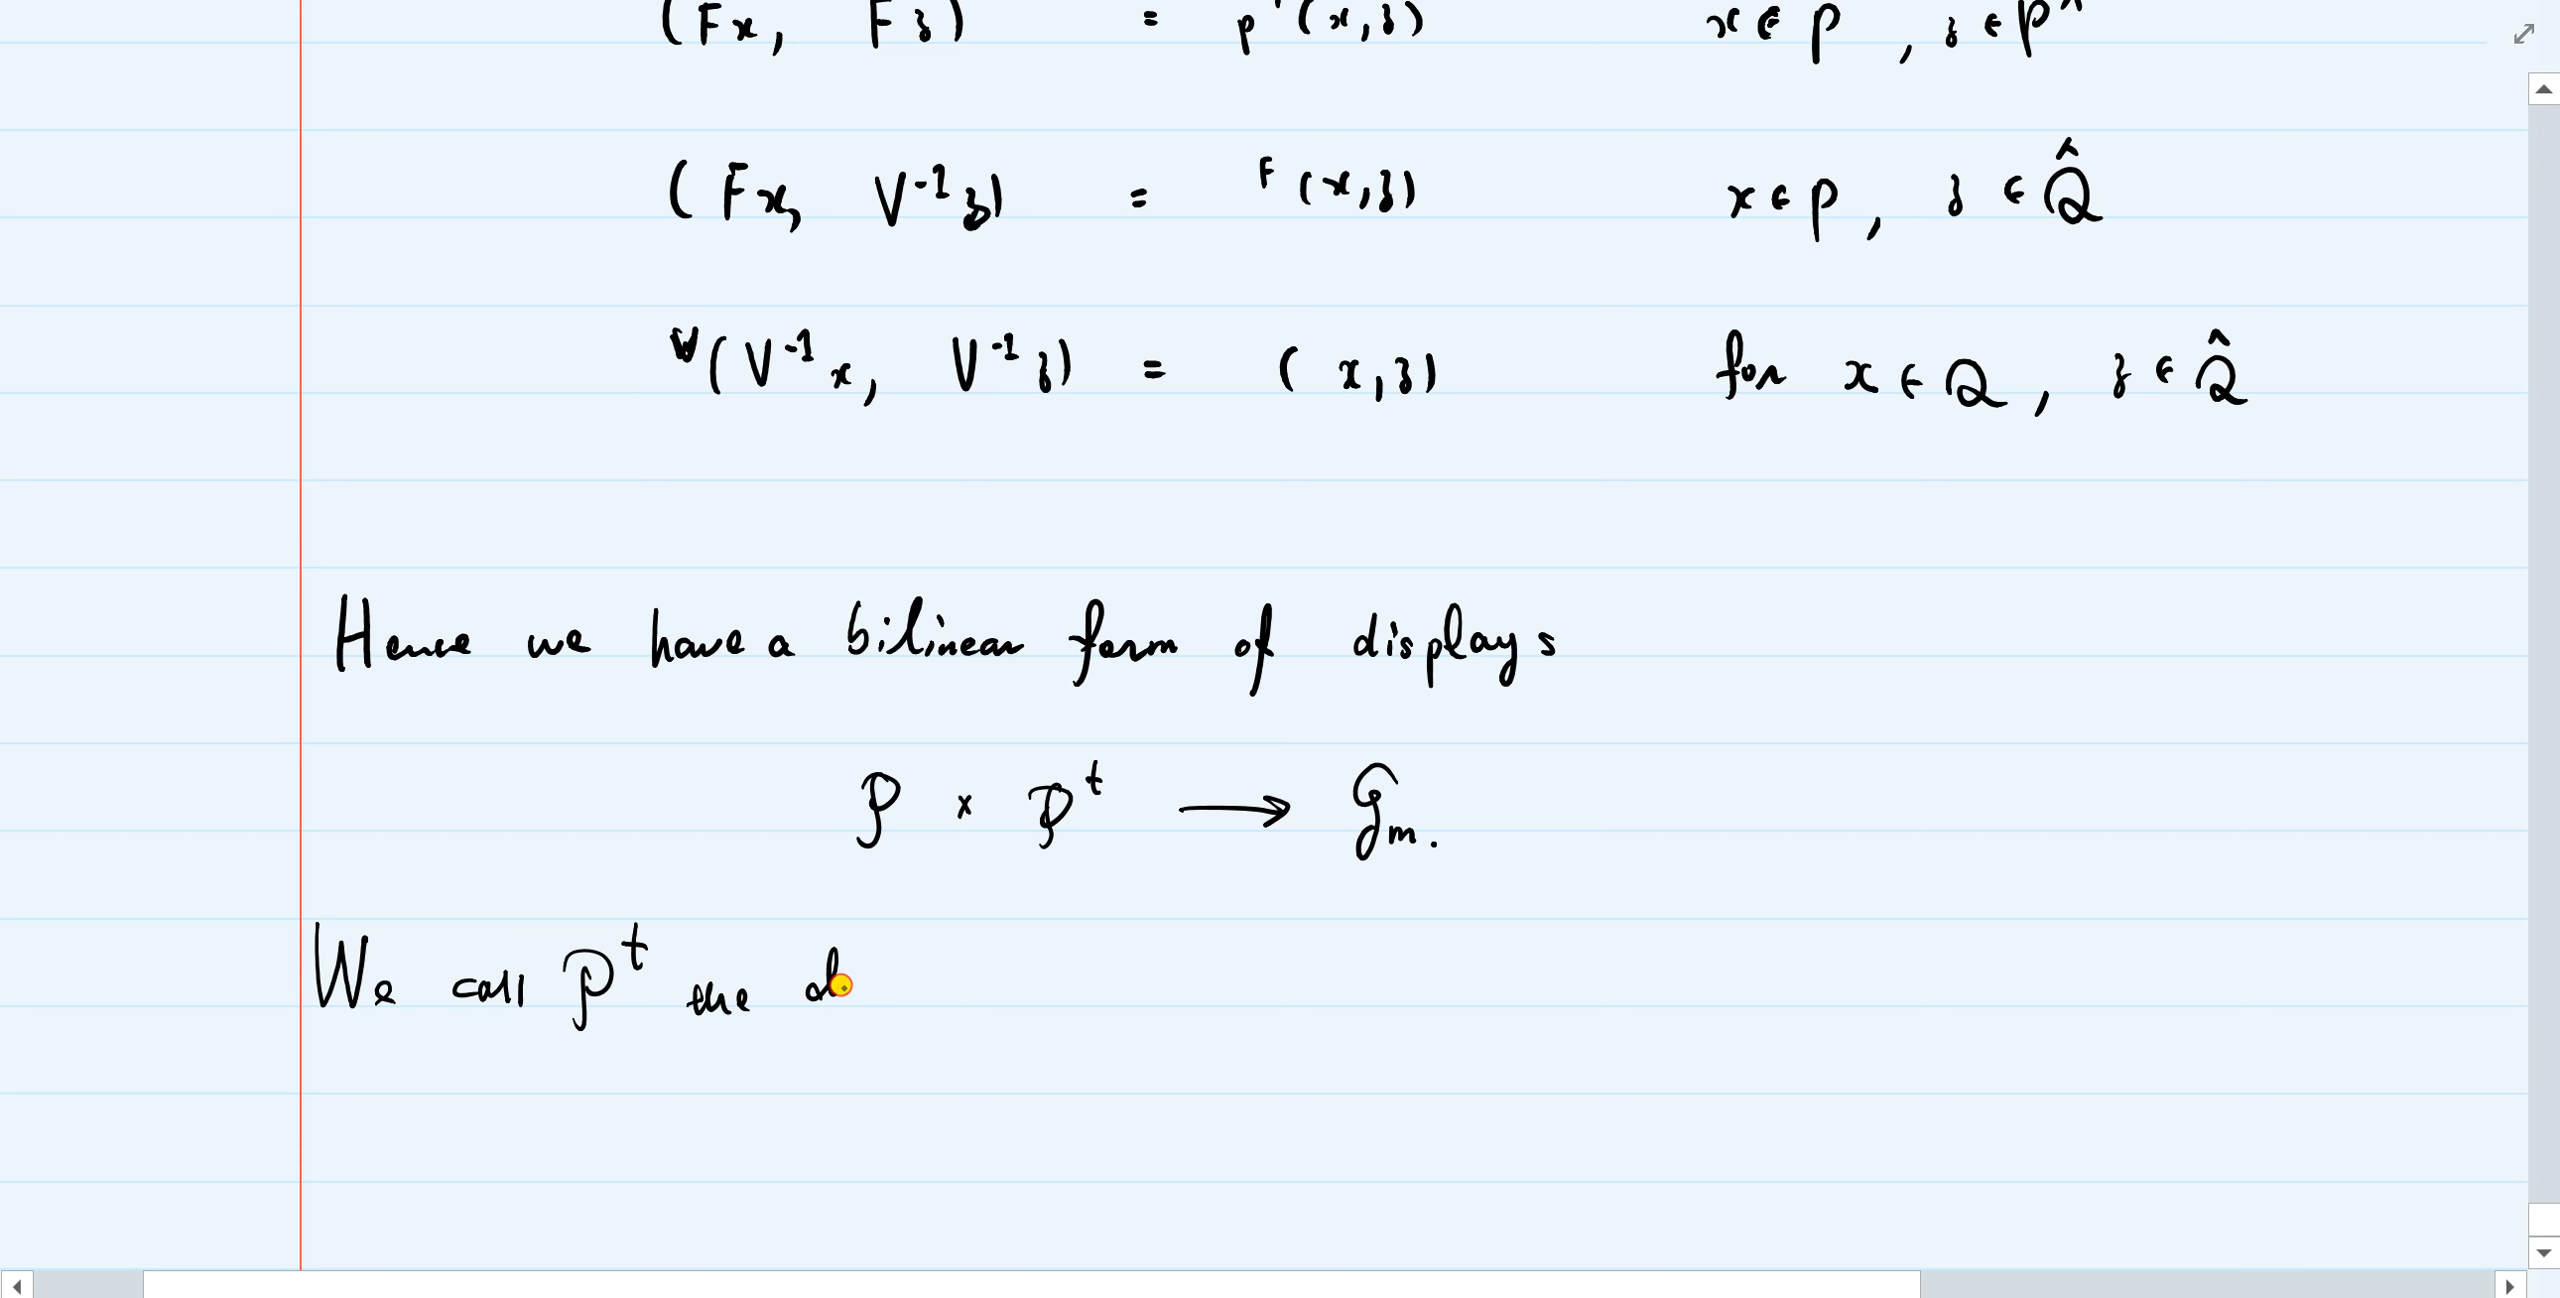 (Fx, Fz) = pF(x,z) x ∈ P, z ∈ P^
(Fx, V⁻¹z) = ᶠ(x,z) x ∈ P, z ∈ Q̂
ⱽ(V⁻¹x, V⁻¹z) = (x,z) for x ∈ Q, z ∈ Q̂
Hence we have a bilinear form of displays
𝒫 × 𝒫ᵗ ⟶ 𝒢ₘ.
We call 𝒫ᵗ the d